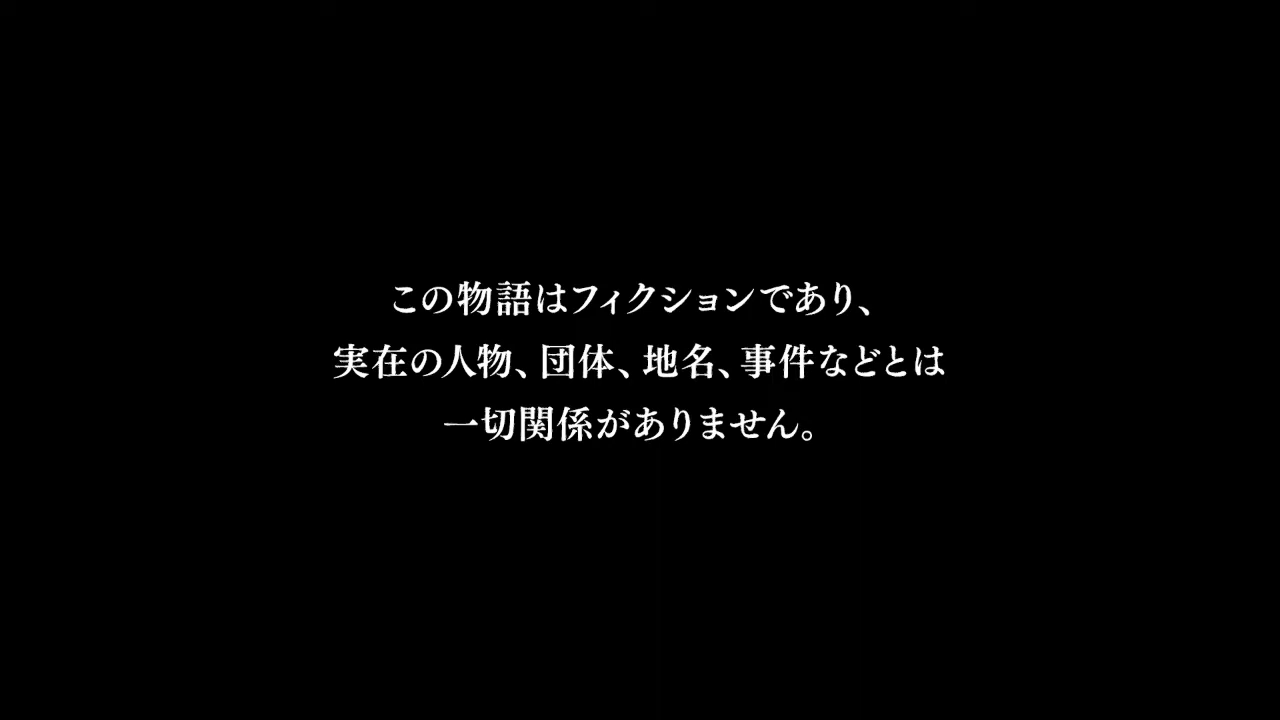 この物語はフィクションであり、
実在の人物、団体、地名、事件などとは
一切関係がありません。